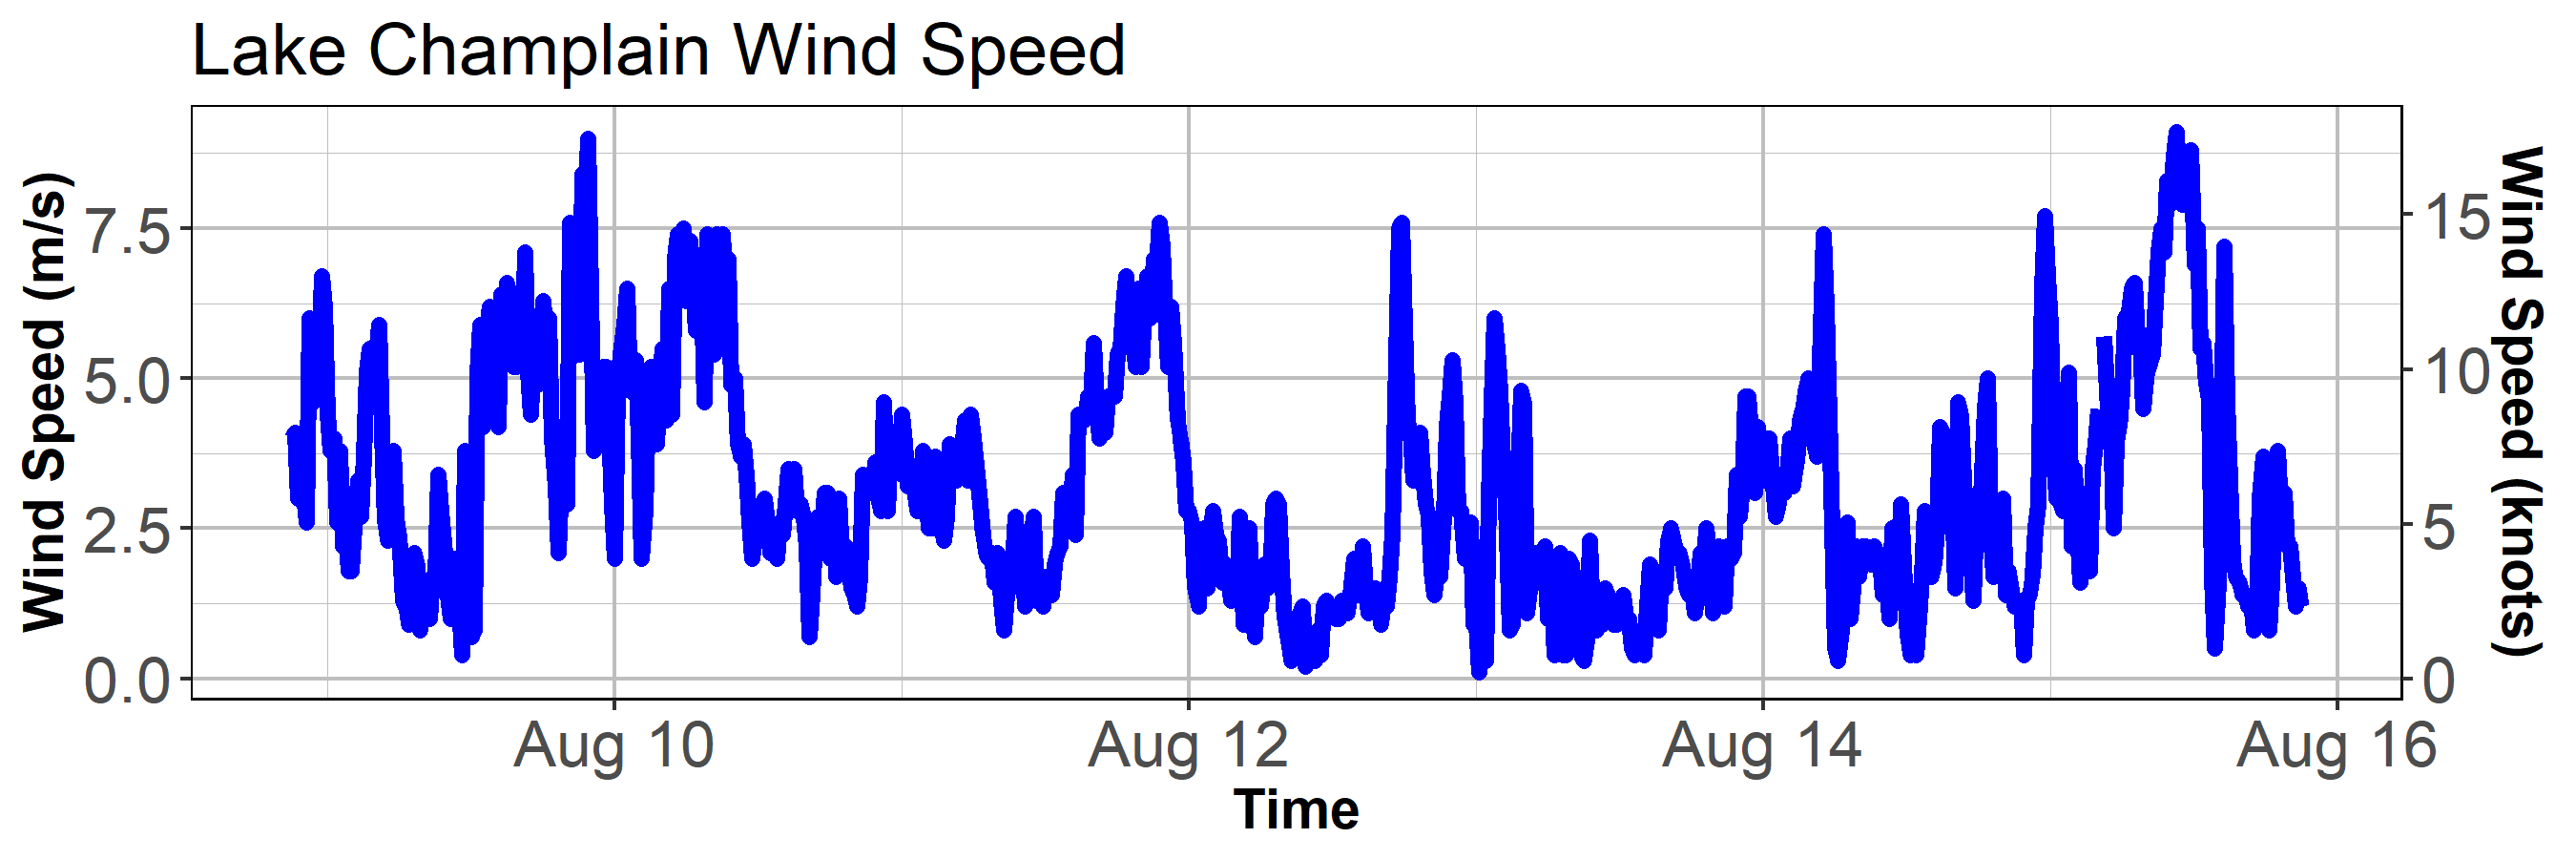 Lake Champlain Wind Speed
Wind Speed (m/s)
7.5
5.0
2.5
0.0
15
10
5
0
Wind Speed (knots)
Aug 10
Aug 12
Aug 14
Aug 16
Time